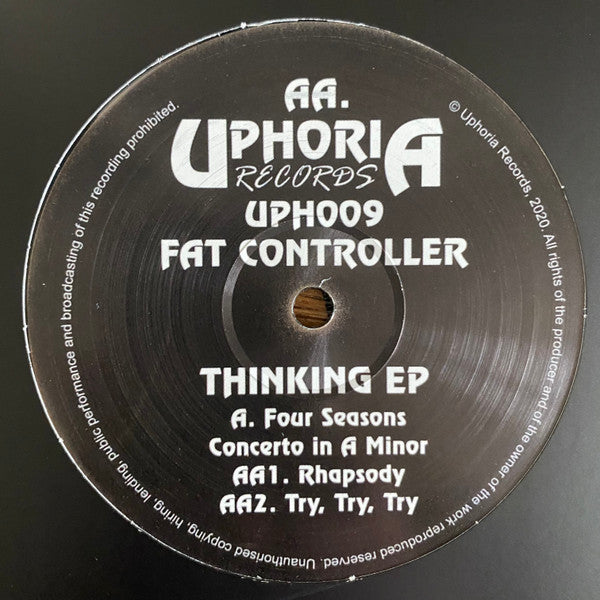 AA.
UPHORIA
RECORDS
UPH009
FAT CONTROLLER
THINKING EP
A. Four Seasons
Concerto in A Minor
AA1. Rhapsody
AA2. Try, Try, Try
© Uphoria Records, 2020. All rights of the producer and of the owner of the work reproduced reserved. Unauthorised copying, hiring, lending, public performance and broadcasting of this recording prohibited.